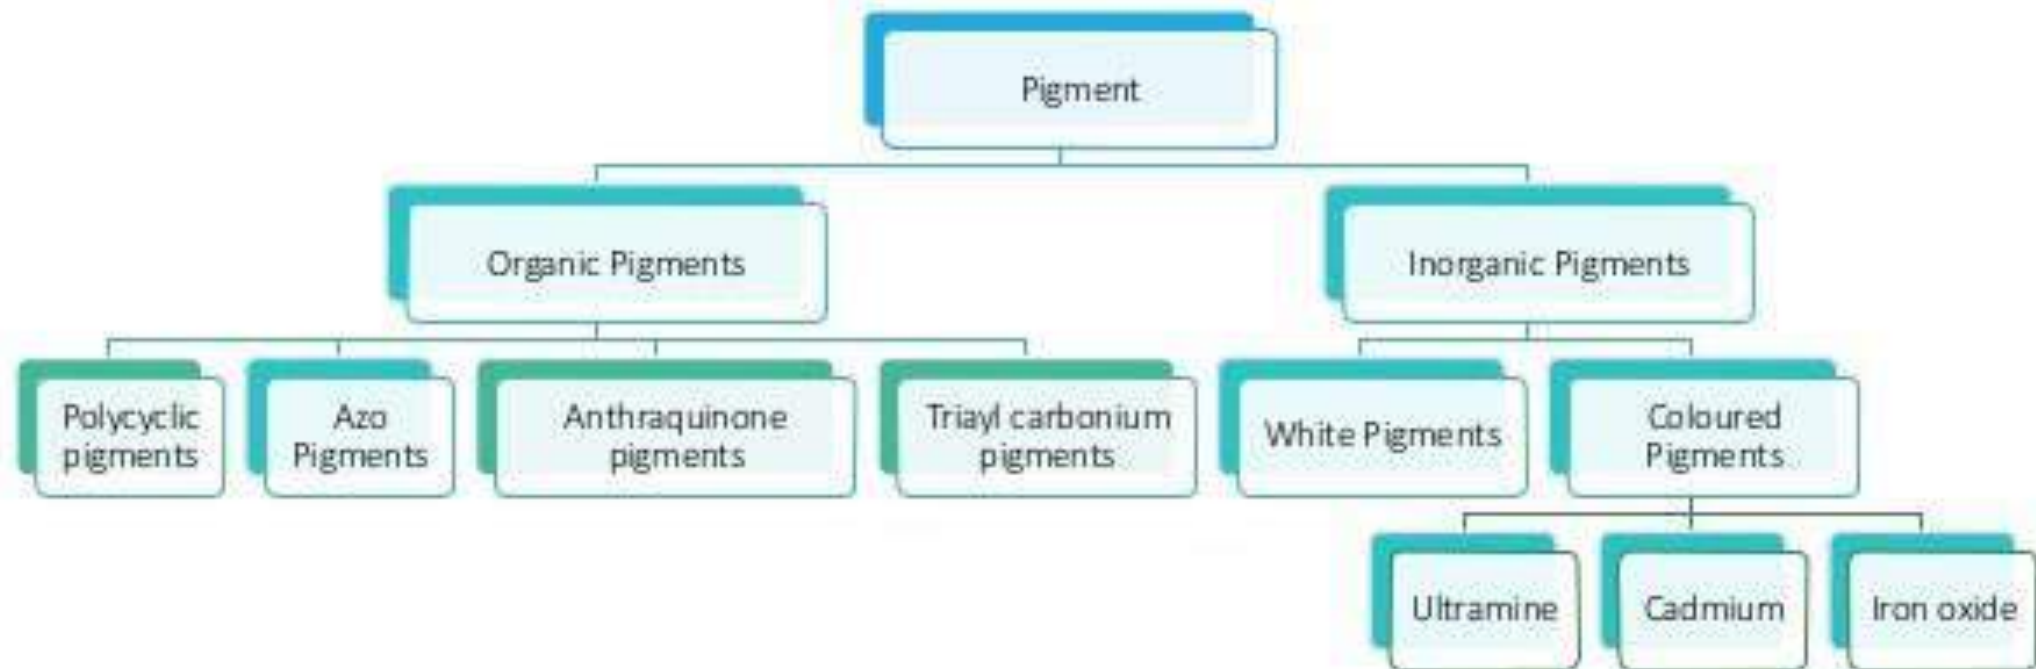 Pigment
Organic Pigments
Inorganic Pigments
Polycyclic
pigments
Azo
Pigments
Anthraquinone
pigments
Triayl carbonium
pigments
White Pigments
Coloured
Pigments
Ultramine
Cadmium
Iron oxide